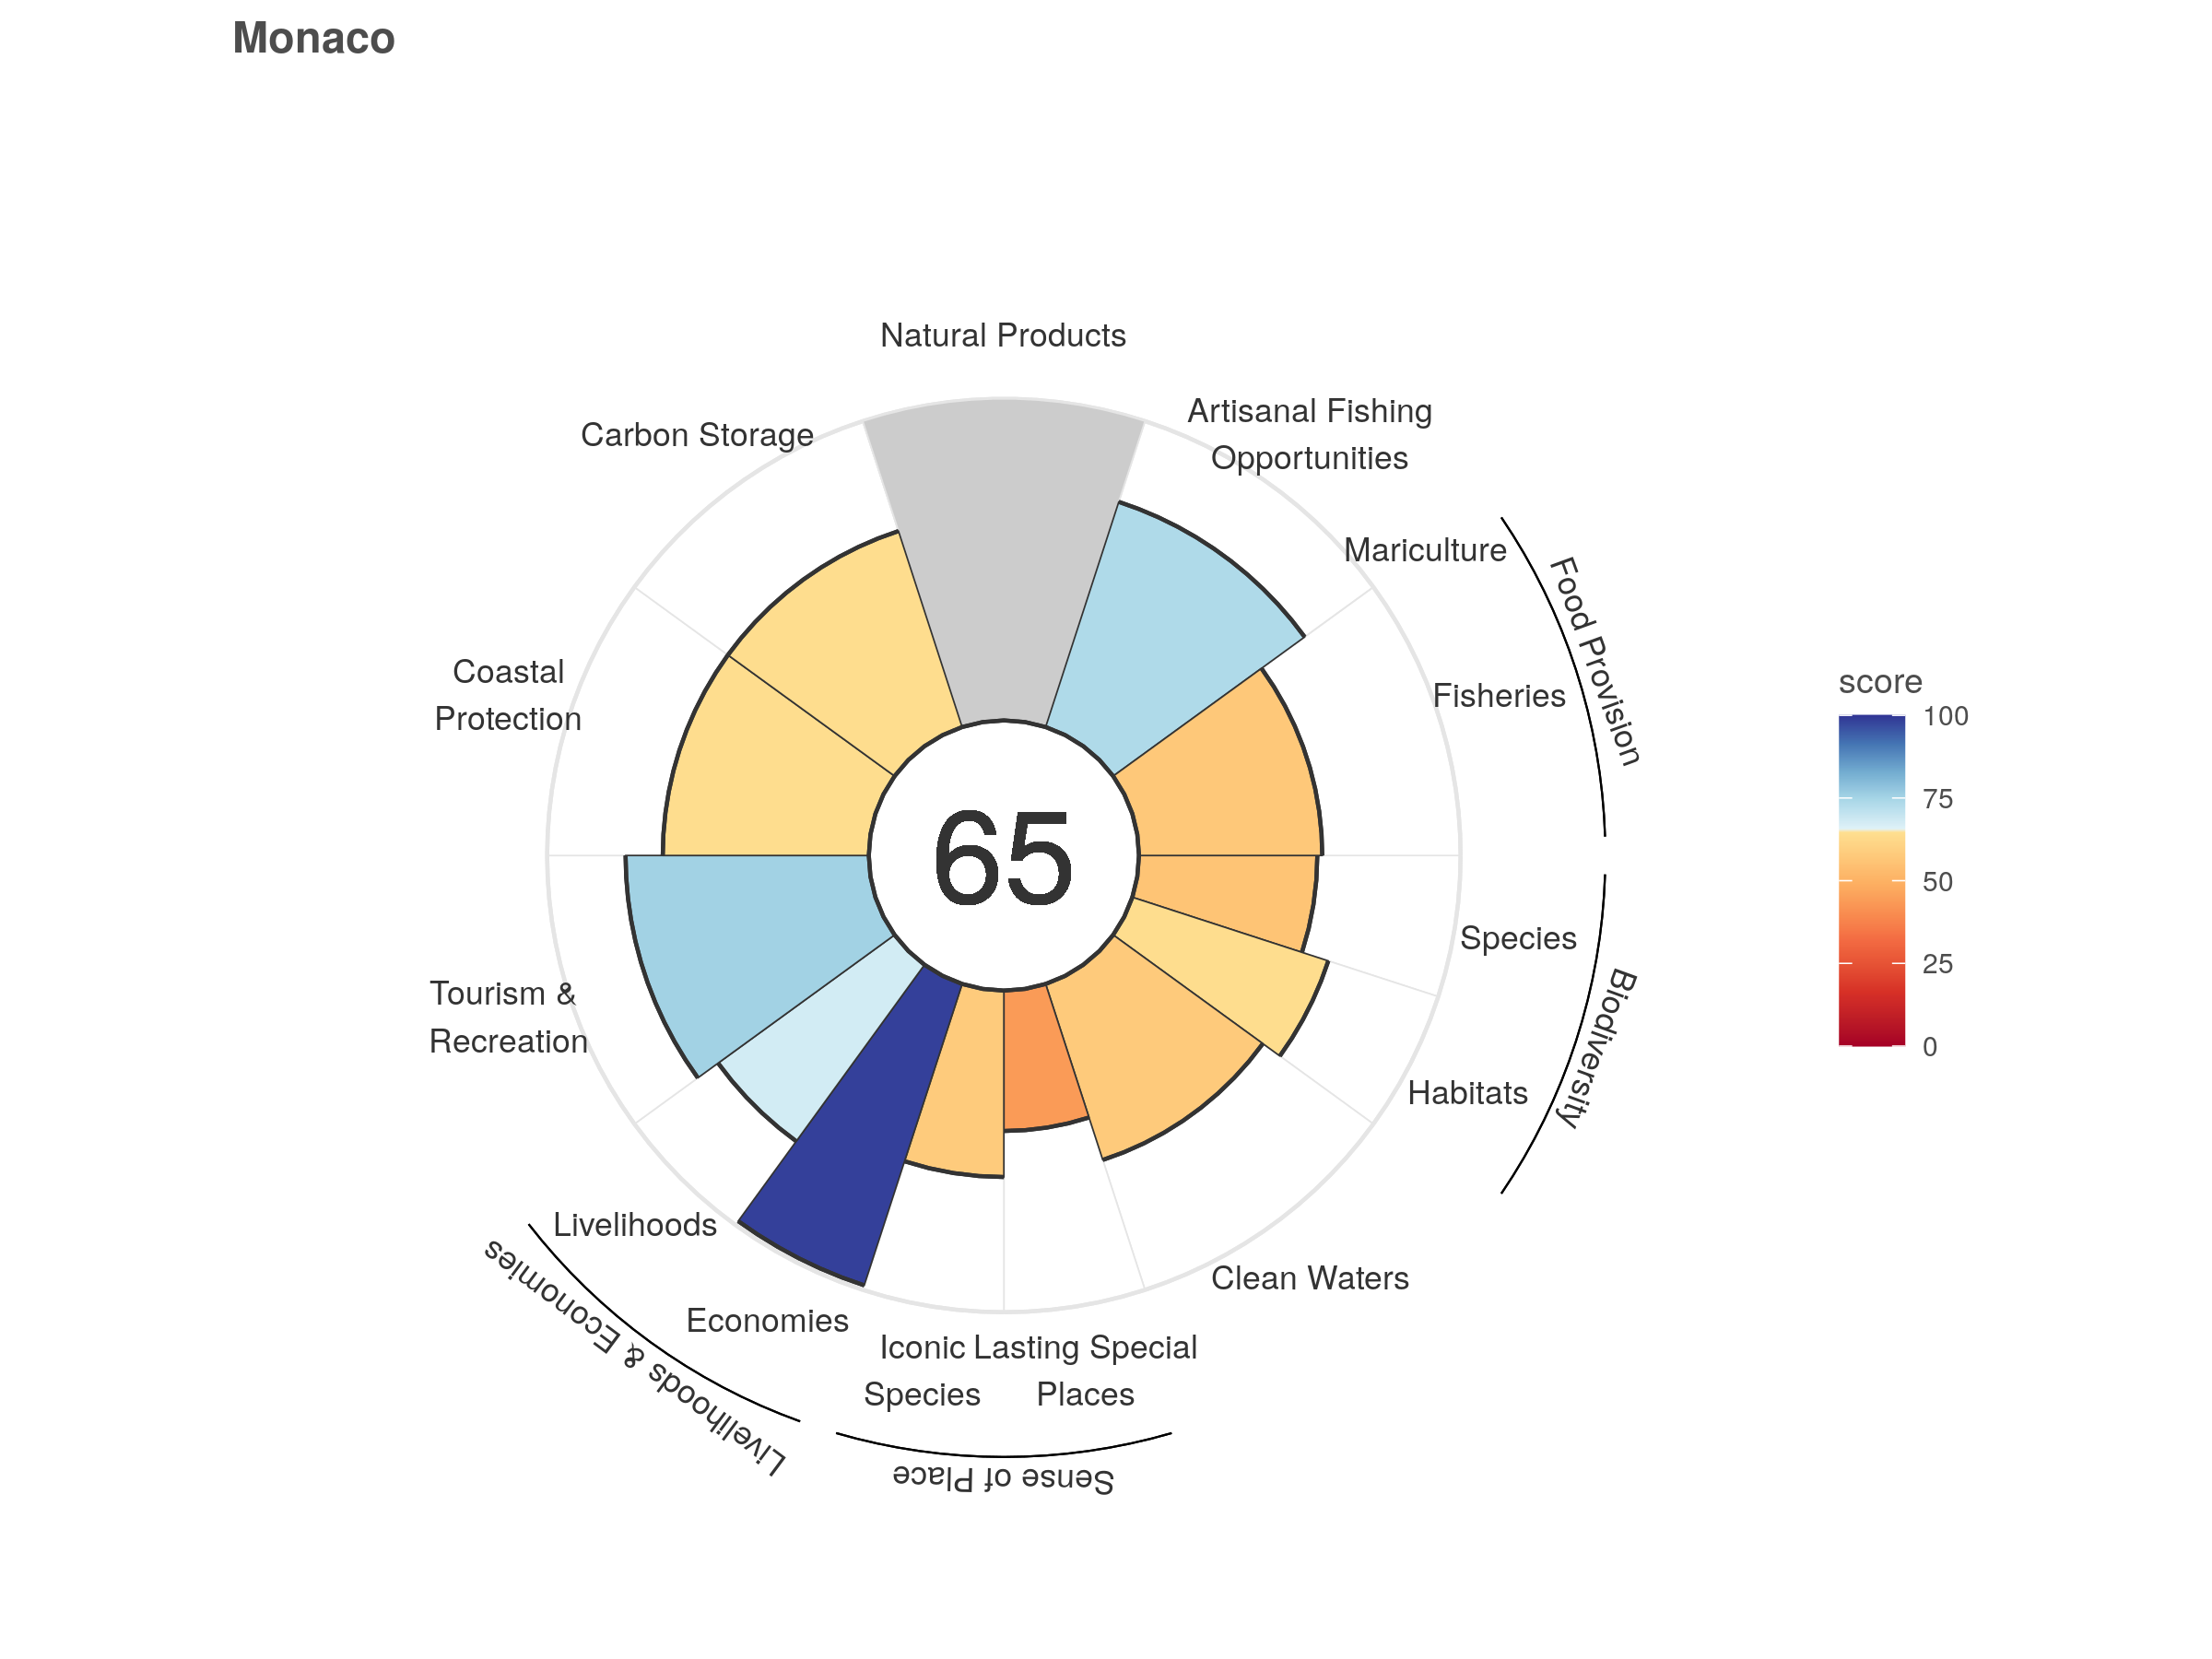 Monaco
Natural Products
Artisanal Fishing
Opportunities
Carbon Storage
Mariculture
Food Provision
Fisheries
Coastal
Protection
score
100
75
50
25
0
65
Species
Biodiversity
Habitats
Tourism &
Recreation
Livelihoods
Clean Waters
Economies
Livelihoods & Economies
Iconic
Species
Lasting Special
Places
Sense of Place